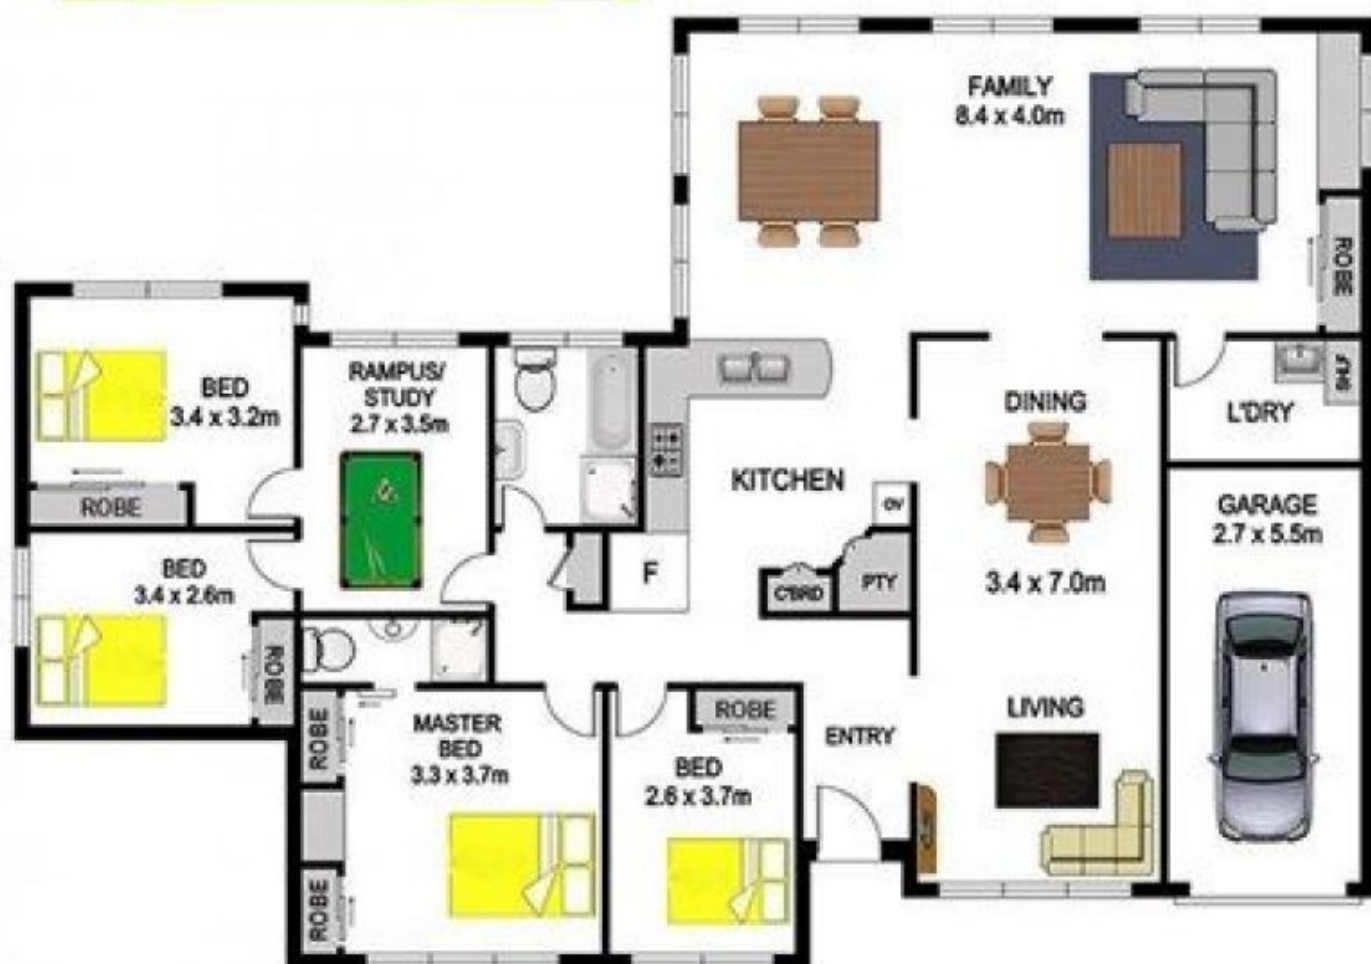 FAMILY
8.4 x 4.0m
ROBE
BED
3.4 x 3.2m
ROBE
RAMPUS/
STUDY
2.7 x 3.5m
DINING
L'DRY
KITCHEN
OV
GARAGE
2.7 x 5.5m
BED
3.4 x 2.6m
ROBE
F
C'BRD
PTY
3.4 x 7.0m
ROBE
MASTER
BED
3.3 x 3.7m
ROBE
BED
2.6 x 3.7m
ROBE
ENTRY
LIVING